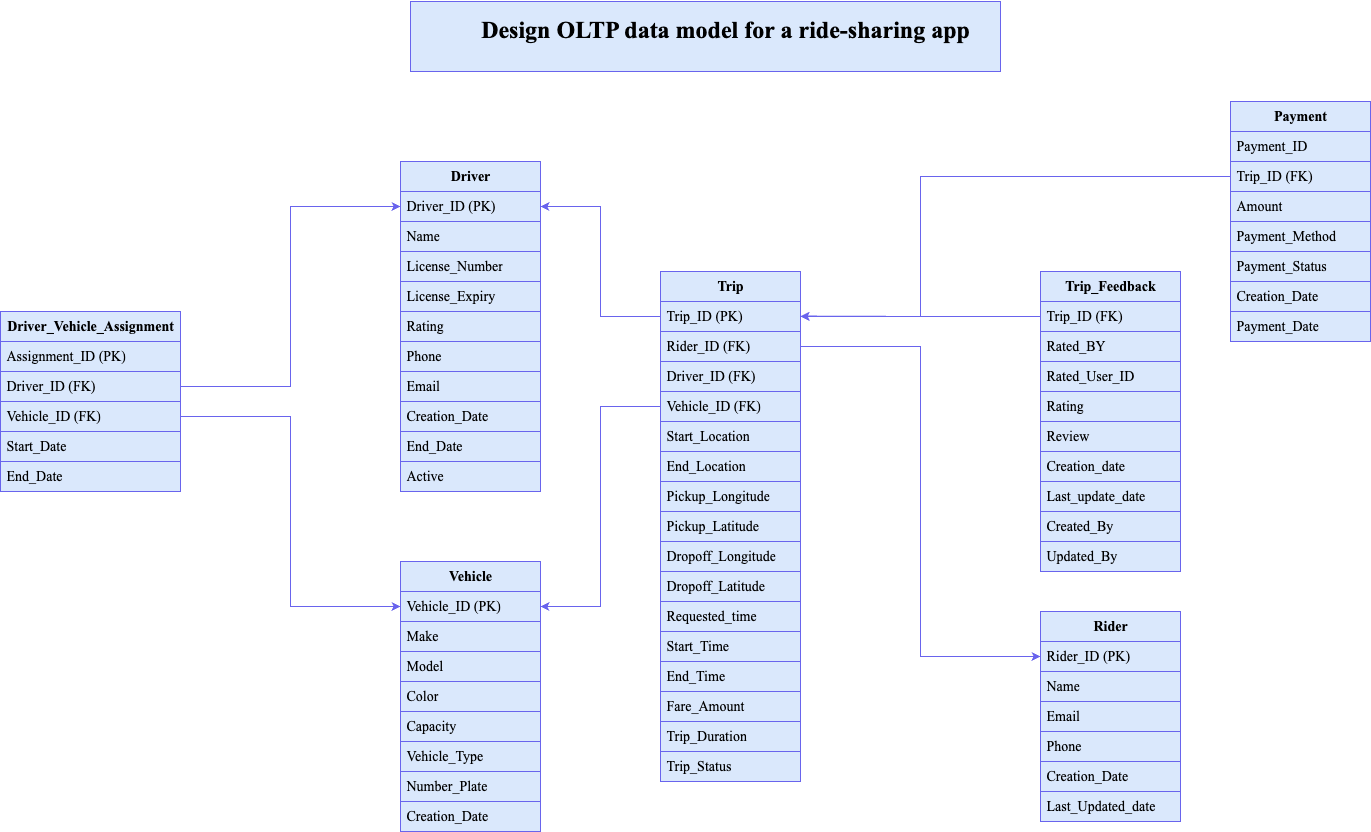 Design OLTP data model for a ride-sharing app
Driver_Vehicle_Assignment
Assignment_ID (PK)
Driver_ID (FK)
Vehicle_ID (FK)
Start_Date
End_Date
Driver
Driver_ID (PK)
Name
License_Number
License_Expiry
Rating
Phone
Email
Creation_Date
End_Date
Active
Vehicle
Vehicle_ID (PK)
Make
Model
Color
Capacity
Vehicle_Type
Number_Plate
Creation_Date
Trip
Trip_ID (PK)
Rider_ID (FK)
Driver_ID (FK)
Vehicle_ID (FK)
Start_Location
End_Location
Pickup_Longitude
Pickup_Latitude
Dropoff_Longitude
Dropoff_Latitude
Requested_time
Start_Time
End_Time
Fare_Amount
Trip_Duration
Trip_Status
Trip_Feedback
Trip_ID (FK)
Rated_BY
Rated_User_ID
Rating
Review
Creation_date
Last_update_date
Created_By
Updated_By
Rider
Rider_ID (PK)
Name
Email
Phone
Creation_Date
Last_Updated_date
Payment
Payment_ID
Trip_ID (FK)
Amount
Payment_Method
Payment_Status
Creation_Date
Payment_Date